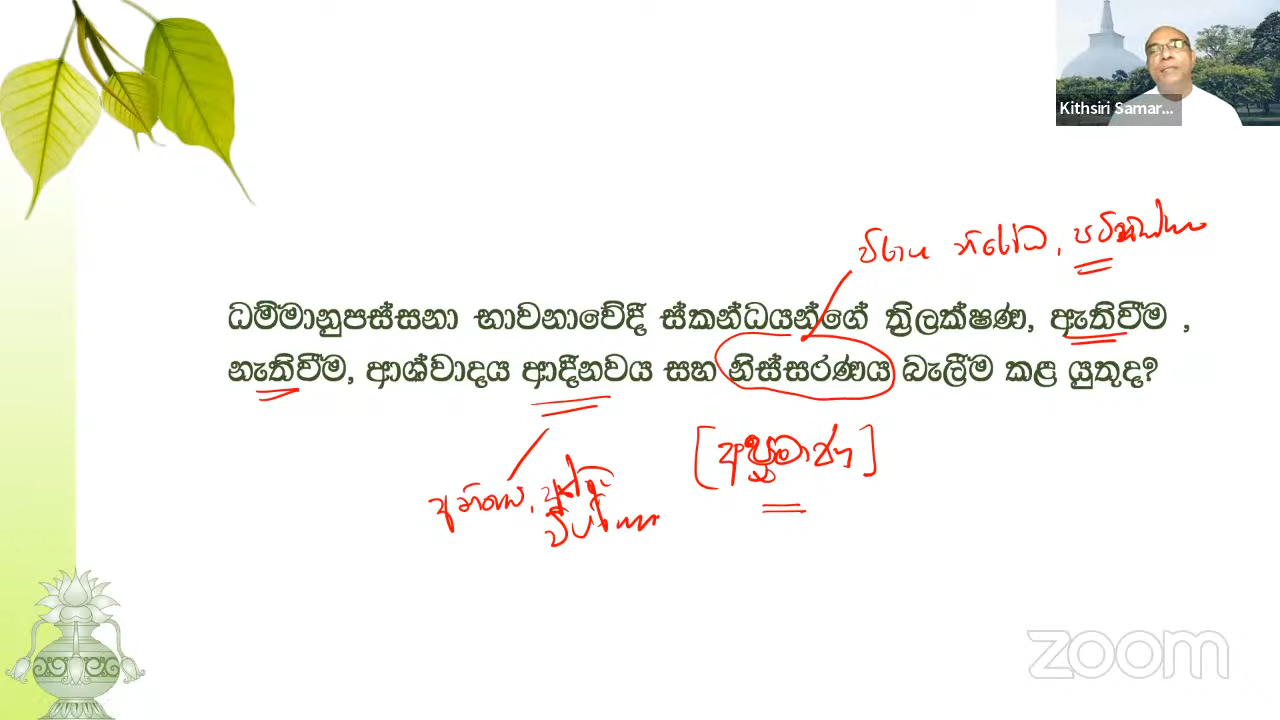 Kithsiri Samar...
විරාග නිරෝධ,
ධම්මානුපස්සනා භාවනාවේදී ස්කන්ධයන්ගේ ත්‍රිලක්ෂණ, ඇතිවීම ,
නැතිවීම, ආශ්වාදය ආදීනවය සහ නිස්සරණය බැලීම කළ යුතුද?
zoom